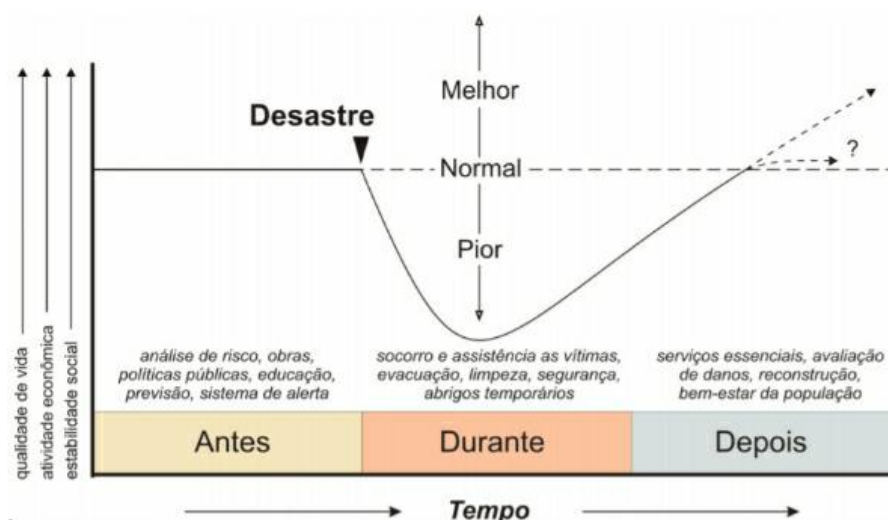 Melhor
Desastre
Normal
?
Pior
qualidade de vida
atividade econômica
estabilidade social
análise de risco, obras,
políticas públicas, educação,
previsão, sistema de alerta
socorro e assistência as vítimas,
evacuação, limpeza, segurança,
abrigos temporários
serviços essenciais, avaliação
de danos, reconstrução,
bem-estar da população
Antes
Durante
Depois
Tempo